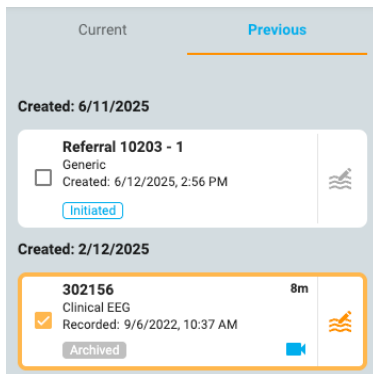 Current Previous
Created: 6/11/2025
Referral 10203 - 1
Generic
Created: 6/12/2025, 2:56 PM
Initiated
Created: 2/12/2025
302156 8m
Clinical EEG
Recorded: 9/6/2022, 10:37 AM
Archived